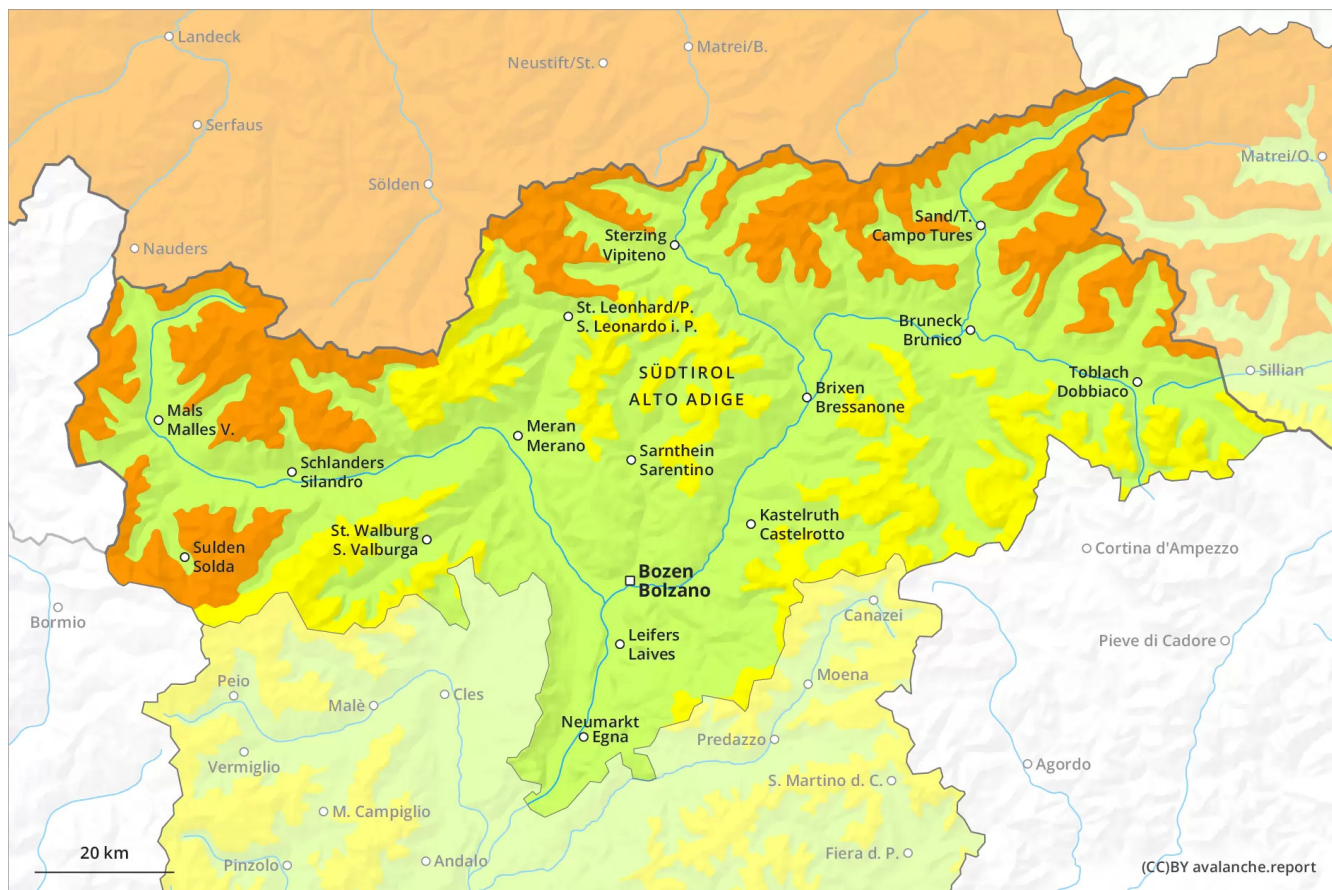 Landeck
Matrei/B.
Neustift/St.
Serfaus
Matrei/O.
Sölden
Sand/T.
Campo Tures
Sterzing
Vipiteno
Nauders
St. Leonhard/P.
S. Leonardo i. P.
Bruneck
Brunico
SÜDTIROL
ALTO ADIGE
Toblach
Dobbiaco
Sillian
Brixen
Bressanone
Mals
Malles V.
Meran
Merano
Sarnthein
Sarentino
Schlanders
Silandro
Kastelruth
Castelrotto
St. Walburg
S. Valburga
Sulden
Solda
Cortina d'Ampezzo
Bozen
Bolzano
Bormio
Canazei
Leifers
Laives
Pieve di Cadore
Moena
Peio
Malè
Cles
Neumarkt
Egna
Predazzo
Vermiglio
Agordo
S. Martino d. C.
M. Campiglio
20 km
Pinzolo
Andalo
Fiera d. P.
(CC)BY avalanche.report